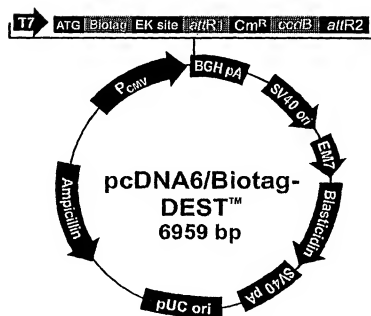 T7 ATG Biotag EK site attR1 CmR ccdB attR2
PCMV
BGH pA
SV40 ori
EM7
Blasticidin
SV40 pA
pUC ori
Ampicillin
pcDNA6/Biotag-
DEST™
6959 bp